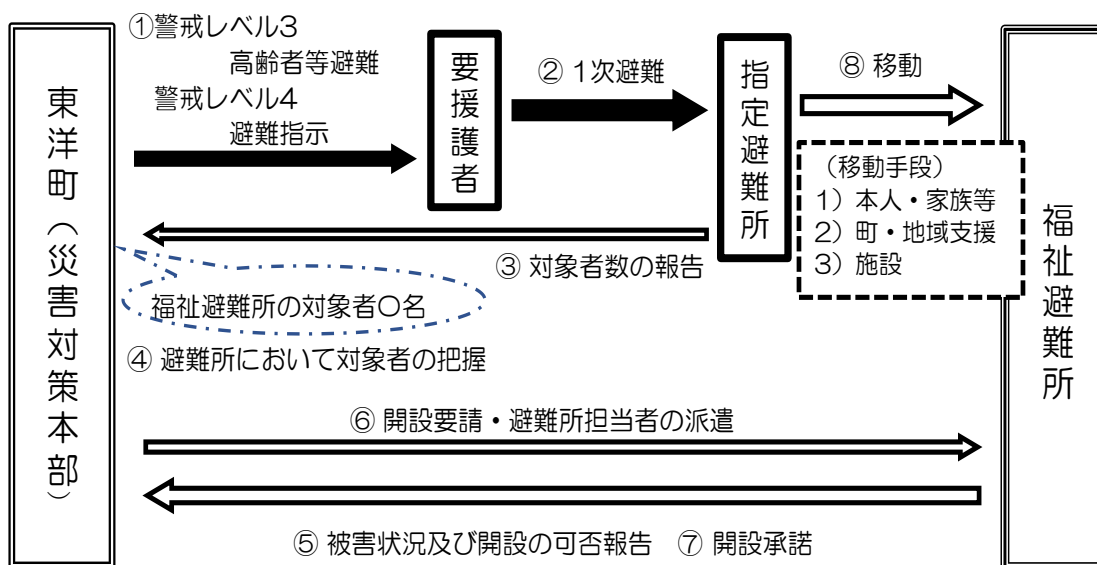 ①警戒レベル3
高齢者等避難
警戒レベル4
避難指示
東洋町（災害対策本部）
要援護者
② 1次避難
指定避難所
⑧ 移動
（移動手段）
1）本人・家族等
2）町・地域支援
3）施設
福祉避難所
③ 対象者数の報告
福祉避難所の対象者〇名
④ 避難所において対象者の把握
⑥ 開設要請・避難所担当者の派遣
⑤ 被害状況及び開設の可否報告　⑦ 開設承諾